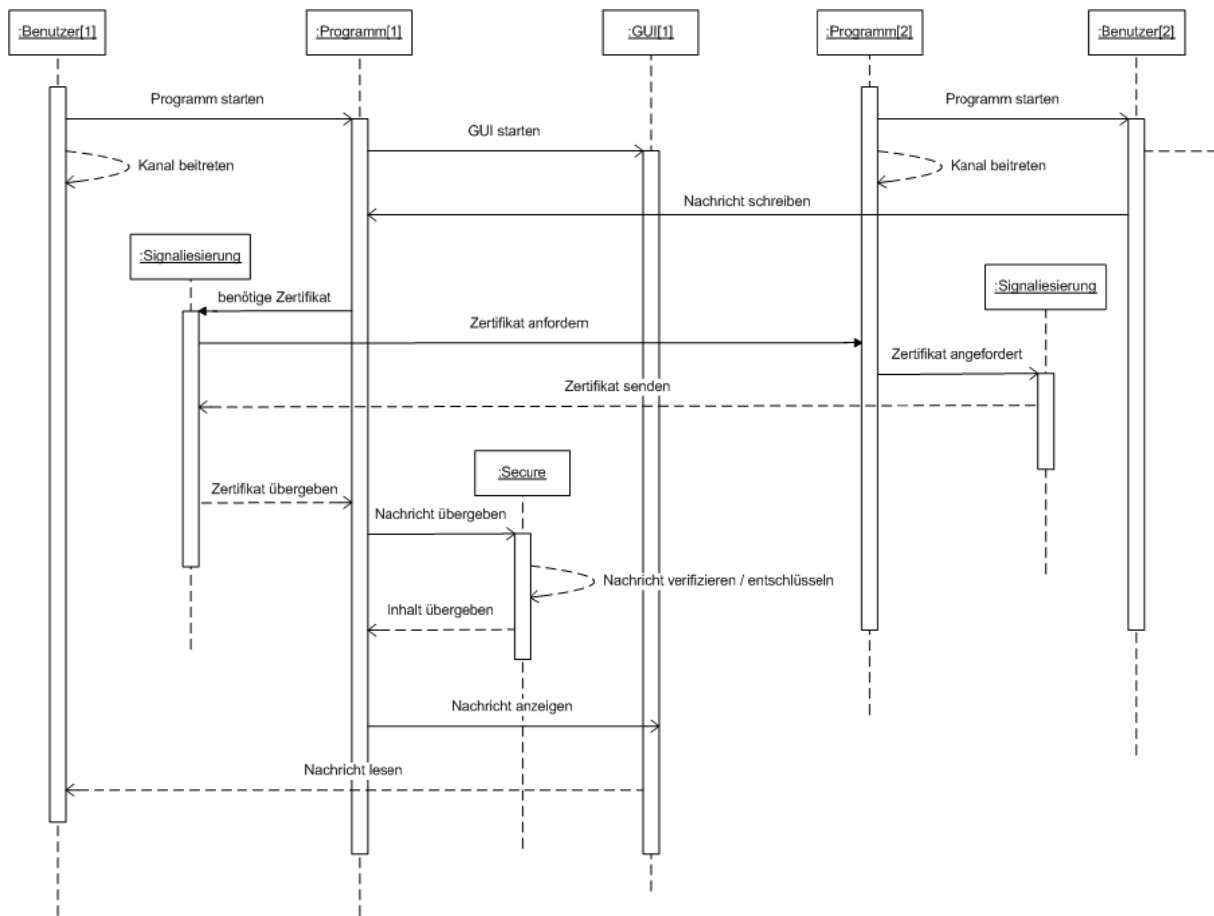 :Benutzer[1]
:Programm[1]
:GUI[1]
:Programm[2]
:Benutzer[2]
Programm starten
Programm starten
GUI starten
Kanal beitreten
Kanal beitreten
Nachricht schreiben
:Signaliesierung
:Signaliesierung
benötige Zertifikat
Zertifikat anfordern
Zertifikat angefordert
Zertifikat senden
:Secure
Zertifikat übergeben
Nachricht übergeben
Nachricht verifizieren / entschlüseln
Inhalt übergeben
Nachricht anzeigen
Nachricht lesen